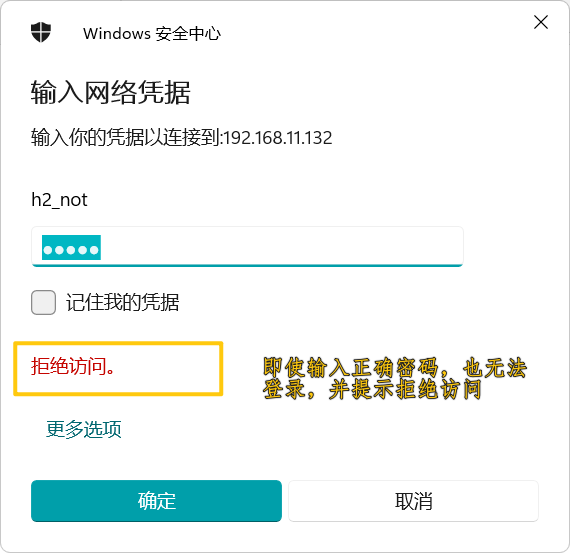 Windows 安全中心
输入网络凭据
输入你的凭据以连接到:192.168.11.132
h2_not
●●●●●
记住我的凭据
拒绝访问。
即使输入正确密码，也无法
登录，并提示拒绝访问
更多选项
确定
取消